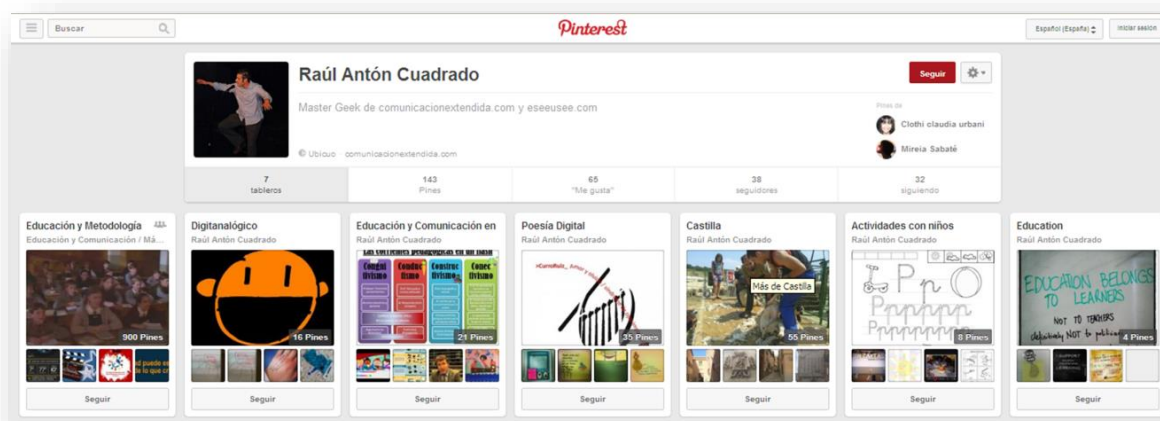 Buscar
Pinterest
Español (España)
Iniciar sesión
Raúl Antón Cuadrado
Seguir
Master Geek de comunicacionextendida.com y eseeusee.com
Pines de
Clothi claudia urbani
Mireia Sabaté
Ubicuo · comunicacionextendida.com
7
tableros
143
Pines
65
"Me gusta"
38
seguidores
32
siguiendo
Educación y Metodología
Educación y Comunicación / Má...
900 Pines
Seguir
Digitanalógico
Raúl Antón Cuadrado
16 Pines
Seguir
Educación y Comunicación en
Raúl Antón Cuadrado
21 Pines
Seguir
Poesía Digital
Raúl Antón Cuadrado
35 Pines
Seguir
Castilla
Raúl Antón Cuadrado
Más de Castilla
55 Pines
Seguir
Actividades con niños
Raúl Antón Cuadrado
8 Pines
Seguir
Education
Raúl Antón Cuadrado
EDUCATION BELONGS
TO LEARNERS
NOT TO TEACHERS
definitively NOT to
4 Pines
Seguir